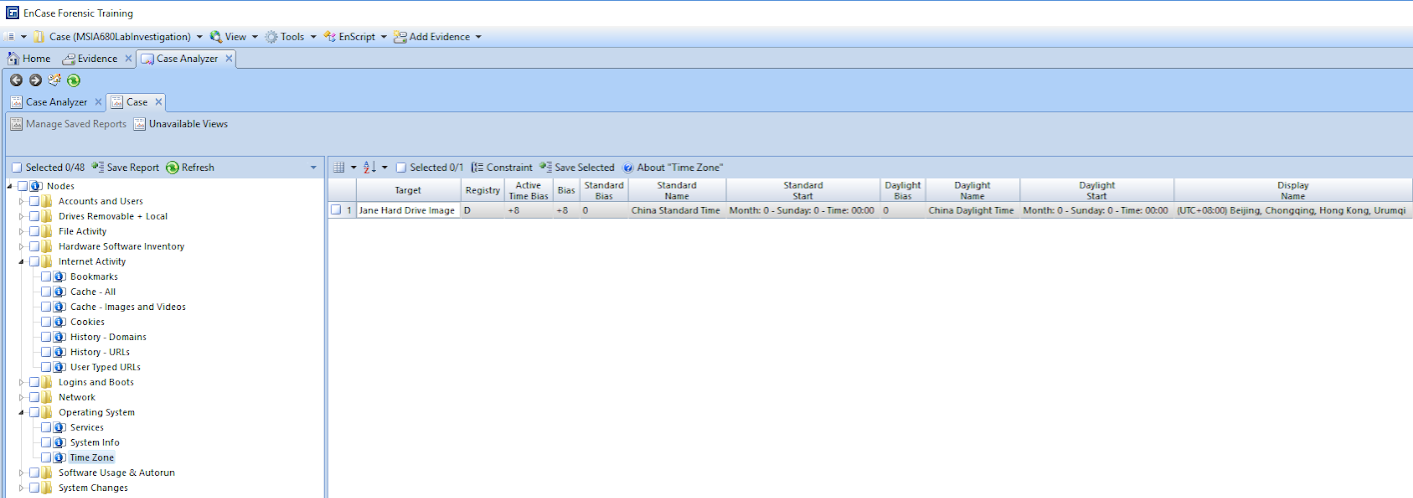 EnCase Forensic Training
Case (MSIA680LabInvestigation) View Tools EnScript Add Evidence
Home Evidence Case Analyzer
Case Analyzer Case
Manage Saved Reports Unavailable Views
Selected 0/48 Save Report Refresh
Nodes
Accounts and Users
Drives Removable + Local
File Activity
Hardware Software Inventory
Internet Activity
Bookmarks
Cache - All
Cache - Images and Videos
Cookies
History - Domains
History - URLs
User Typed URLs
Logins and Boots
Network
Operating System
Services
System Info
Time Zone
Software Usage & Autorun
System Changes
Selected 0/1 Constraint Save Selected About "Time Zone"
Target Registry Active Time Bias Bias Standard Bias Standard Name Standard Start Daylight Bias Daylight Name Daylight Start Display Name
1 Jane Hard Drive Image D +8 +8 0 China Standard Time Month: 0 - Sunday: 0 - Time: 00:00 0 China Daylight Time Month: 0 - Sunday: 0 - Time: 00:00 (UTC+08:00) Beijing, Chongqing, Hong Kong, Urumqi